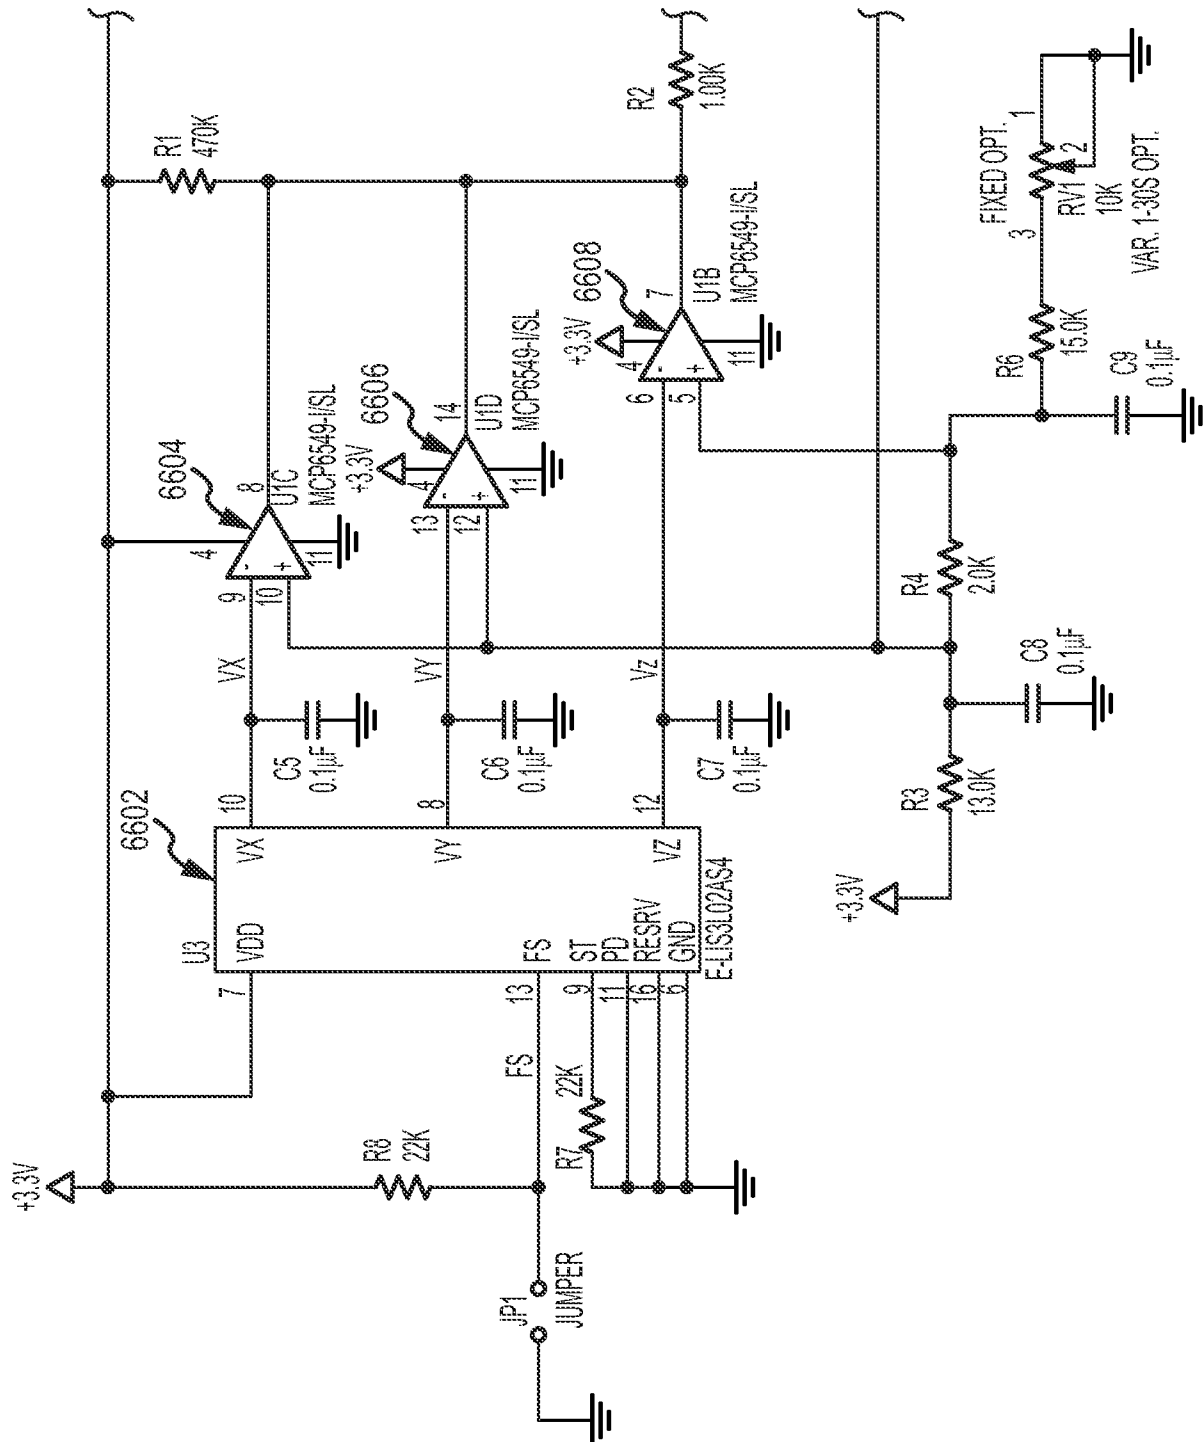 +3.3V
R8
22K
JP1
JUMPER
FS
R7
22K
7
13
9
11
16
6
U3
6602
VDD
FS
ST
PD
RESRV
GND
VX
VY
VZ
E-LIS3L02AS4
10
8
12
C5
0.1µF
C6
0.1µF
C7
0.1µF
VX
VY
Vz
9
10
4
11
8
-
+
6604
U1C
MCP6549-I/SL
13
12
4
11
14
-
+
+3.3V
6606
U1D
MCP6549-I/SL
6
5
4
11
7
-
+
+3.3V
6608
U1B
MCP6549-I/SL
R1
470K
R2
1.00K
+3.3V
R3
13.0K
C8
0.1µF
R4
2.0K
R6
15.0K
C9
0.1µF
FIXED OPT.
3
1
2
RV1
10K
VAR. 1-30S OPT.